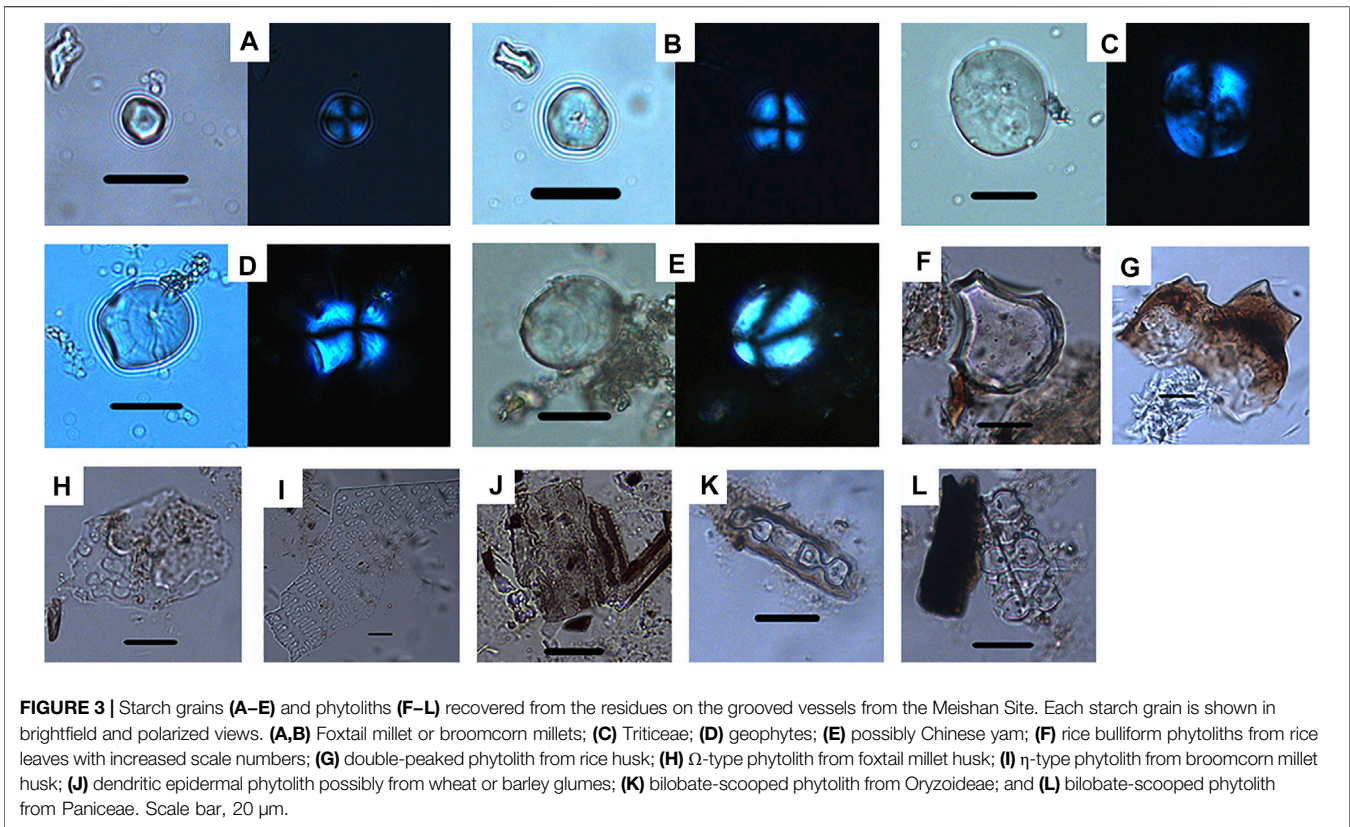 A
B
C
D
E
F
G
H
I
J
K
L
FIGURE 3 | Starch grains (A–E) and phytoliths (F–L) recovered from the residues on the grooved vessels from the Meishan Site. Each starch grain is shown in
brightfield and polarized views. (A,B) Foxtail millet or broomcorn millets; (C) Triticeae; (D) geophytes; (E) possibly Chinese yam; (F) rice bulliform phytoliths from rice
leaves with increased scale numbers; (G) double-peaked phytolith from rice husk; (H) Ω-type phytolith from foxtail millet husk; (I) η-type phytolith from broomcorn millet
husk; (J) dendritic epidermal phytolith possibly from wheat or barley glumes; (K) bilobate-scooped phytolith from Oryzoideae; and (L) bilobate-scooped phytolith
from Paniceae. Scale bar, 20 μm.